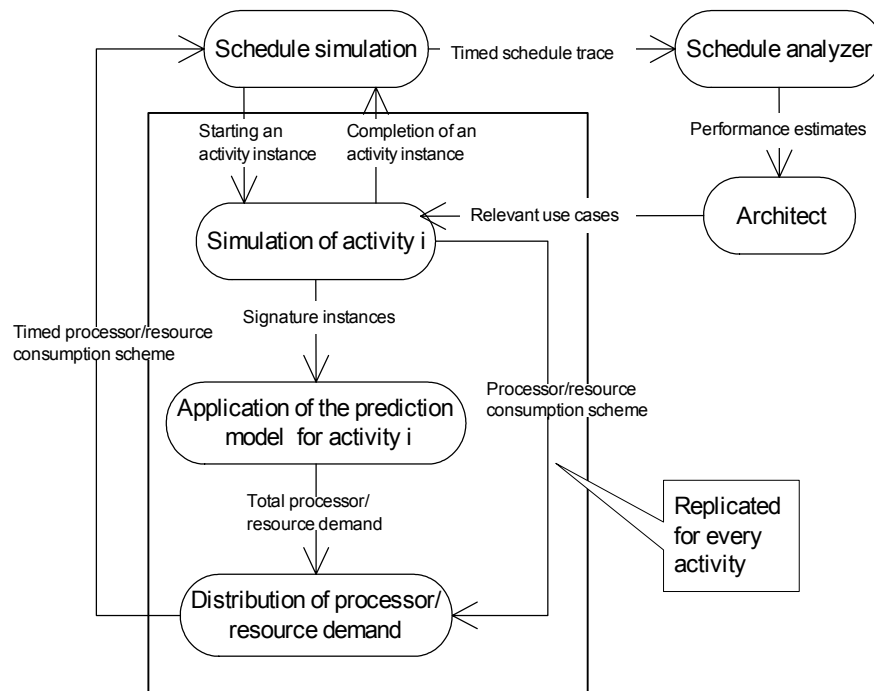 Schedule simulation
Timed schedule trace
Schedule analyzer
Starting an
activity instance
Completion of an
activity instance
Performance estimates
Simulation of activity i
Relevant use cases
Architect
Signature instances
Timed processor/resource
consumption scheme
Application of the prediction
model for activity i
Processor/resource
consumption scheme
Total processor/
resource demand
Replicated
for every
activity
Distribution of processor/
resource demand